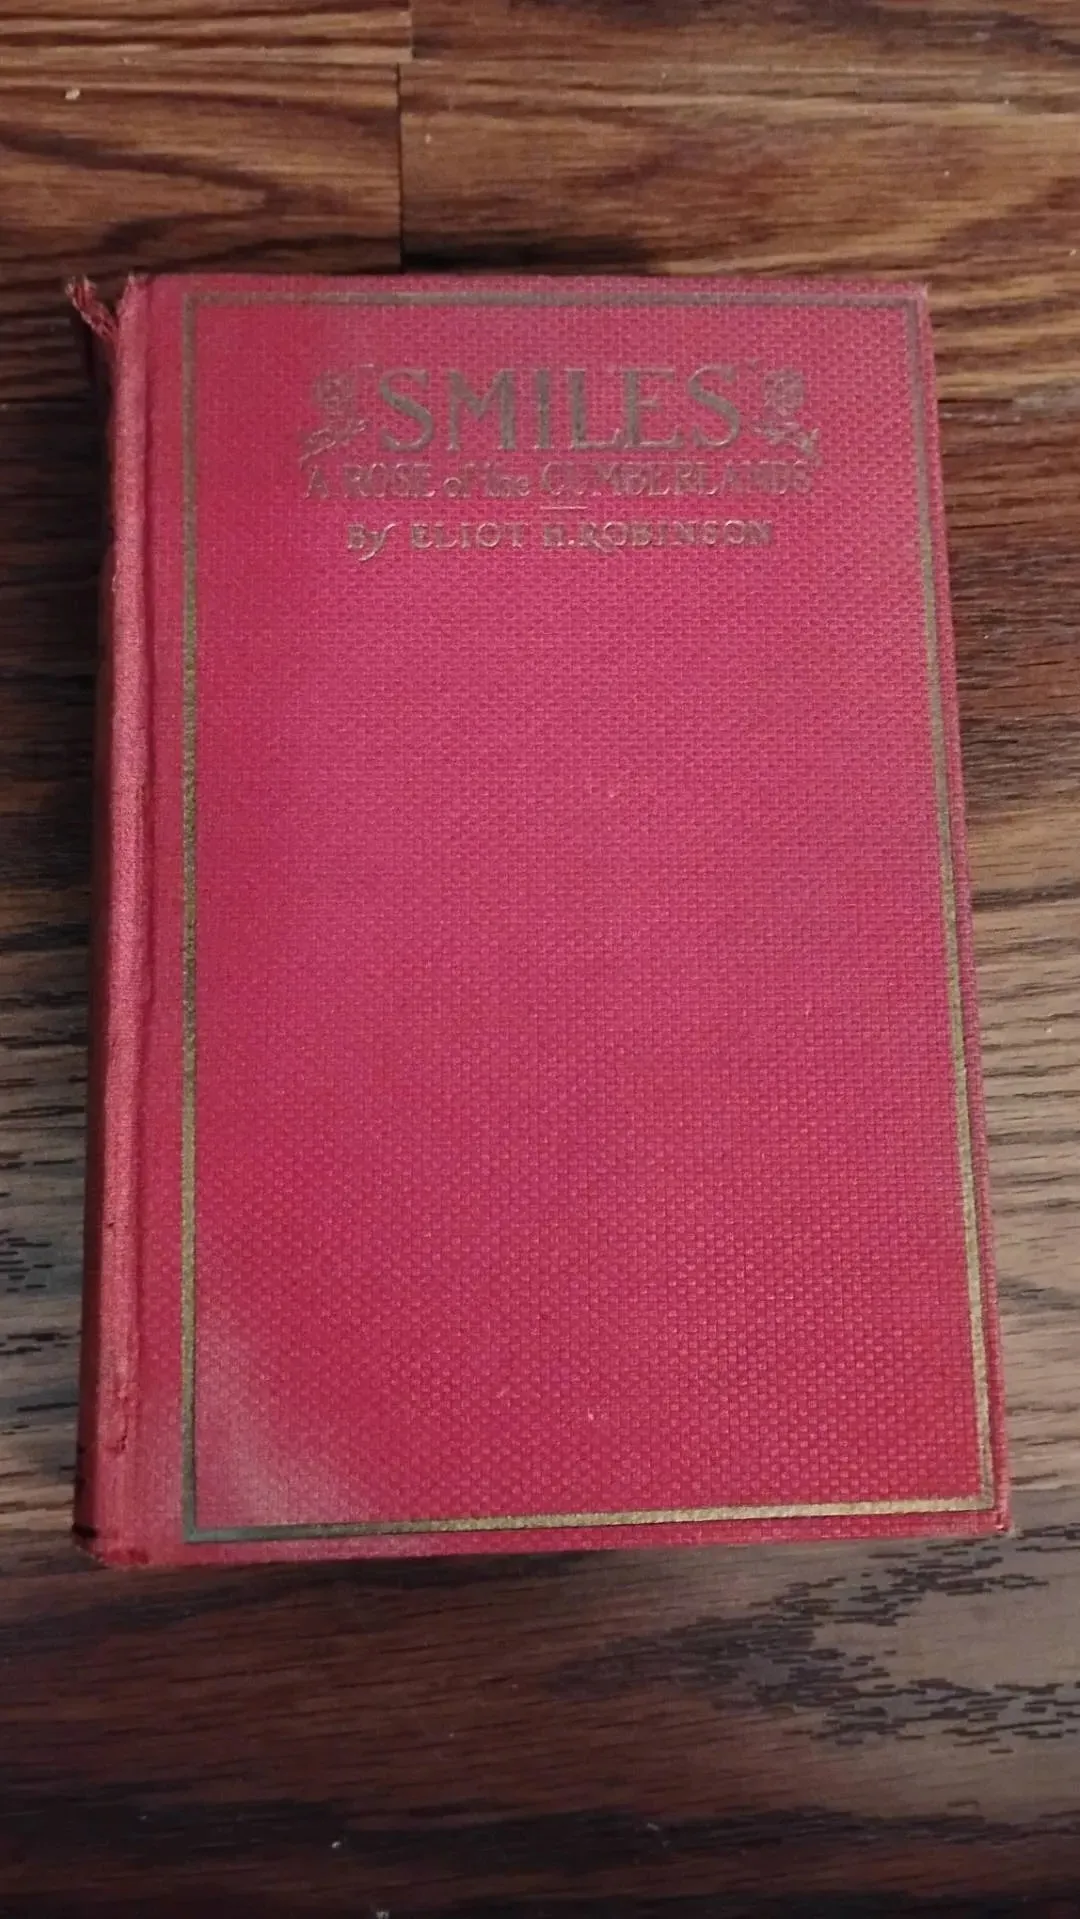 "SMILES"
A ROSE of the CUMBERLANDS
By ELIOT H. ROBINSON